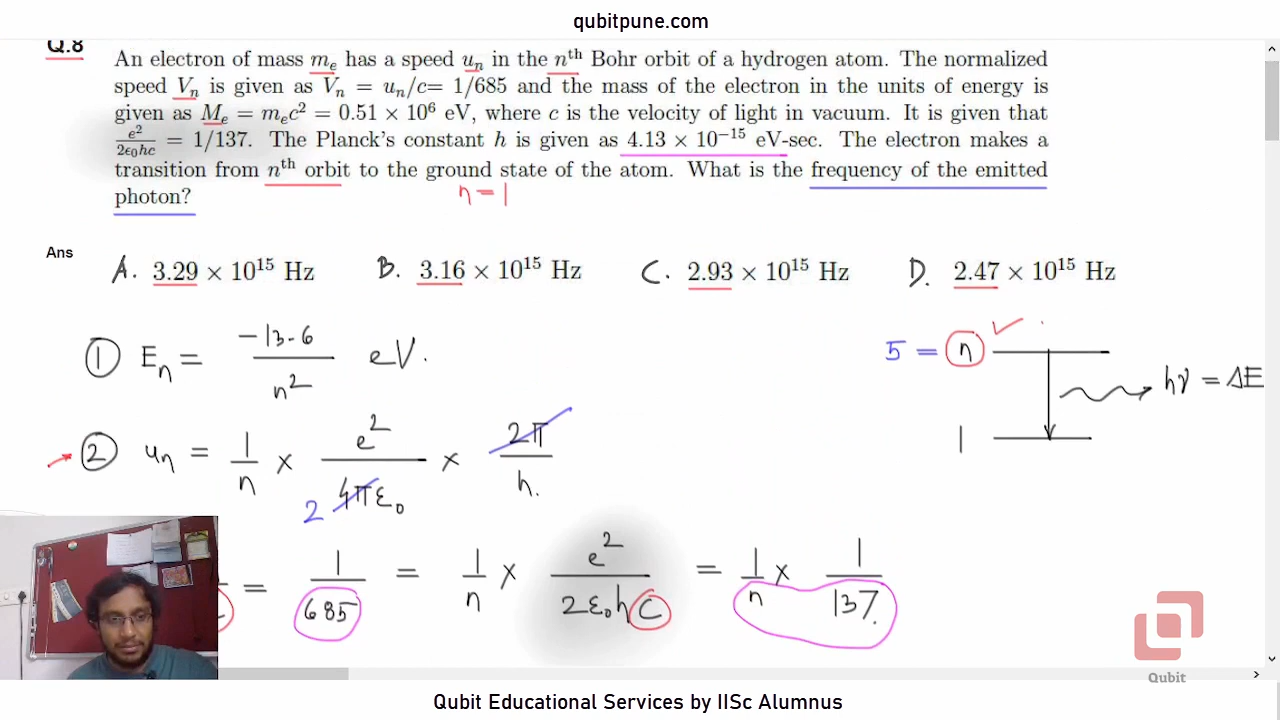 qubitpune.com
Q.8
An electron of mass mₑ has a speed uₙ in the nᵗʰ Bohr orbit of a hydrogen atom. The normalized
speed Vₙ is given as Vₙ = uₙ/c= 1/685 and the mass of the electron in the units of energy is
given as Mₑ = mₑc² = 0.51 × 10⁶ eV, where c is the velocity of light in vacuum. It is given that
e²/2ϵ₀hc = 1/137. The Planck's constant h is given as 4.13 × 10⁻¹⁵ eV-sec. The electron makes a
transition from nᵗʰ orbit to the ground state of the atom. What is the frequency of the emitted
photon?
n = 1
Ans
A. 3.29 × 10¹⁵ Hz B. 3.16 × 10¹⁵ Hz C. 2.93 × 10¹⁵ Hz D. 2.47 × 10¹⁵ Hz
① Eₙ = -13.6/n² eV.
5 = n
hν = ΔE
1
② uₙ = 1/n × e²/4πε₀ × 2π/h.
2
= 1/685 = 1/n × e²/2ε₀hc = 1/n × 1/137.
Qubit
Qubit Educational Services by IISc Alumnus